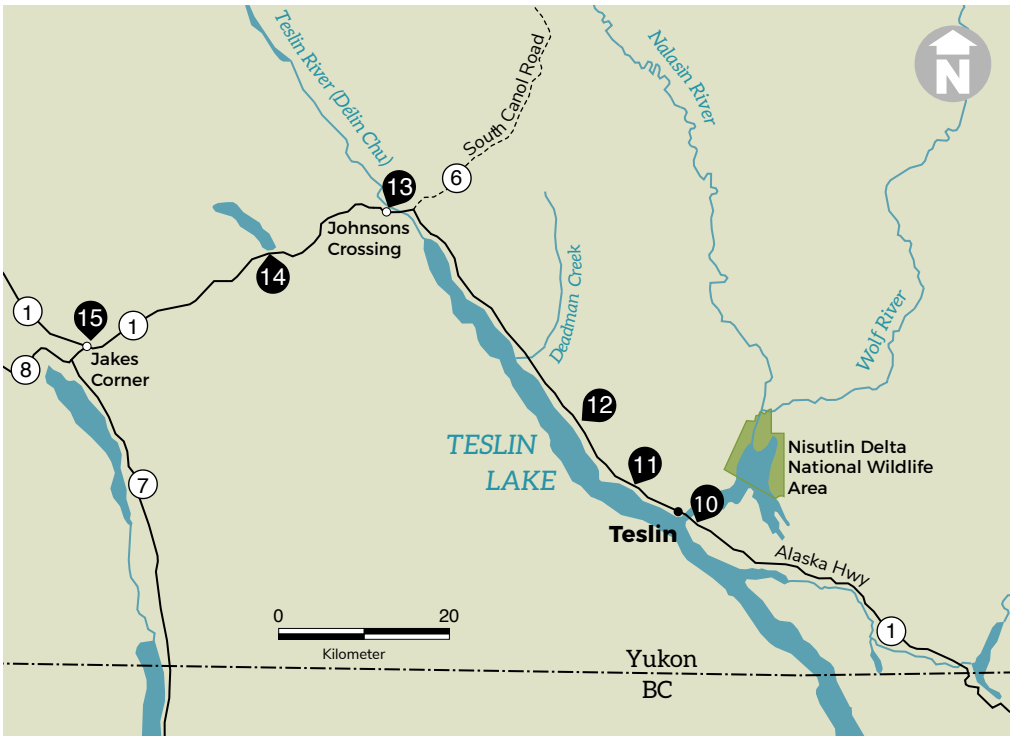 Teslin River (Délin Chu)
South Canol Road
Nalasin River
N
6
13
Johnsons
Crossing
14
Deadman Creek
Wolf River
1
15
1
8
Jakes
Corner
12
TESLIN
LAKE
11
Nisutlin Delta
National Wildlife
Area
7
10
Teslin
Alaska Hwy
0
20
Kilometer
1
Yukon
BC